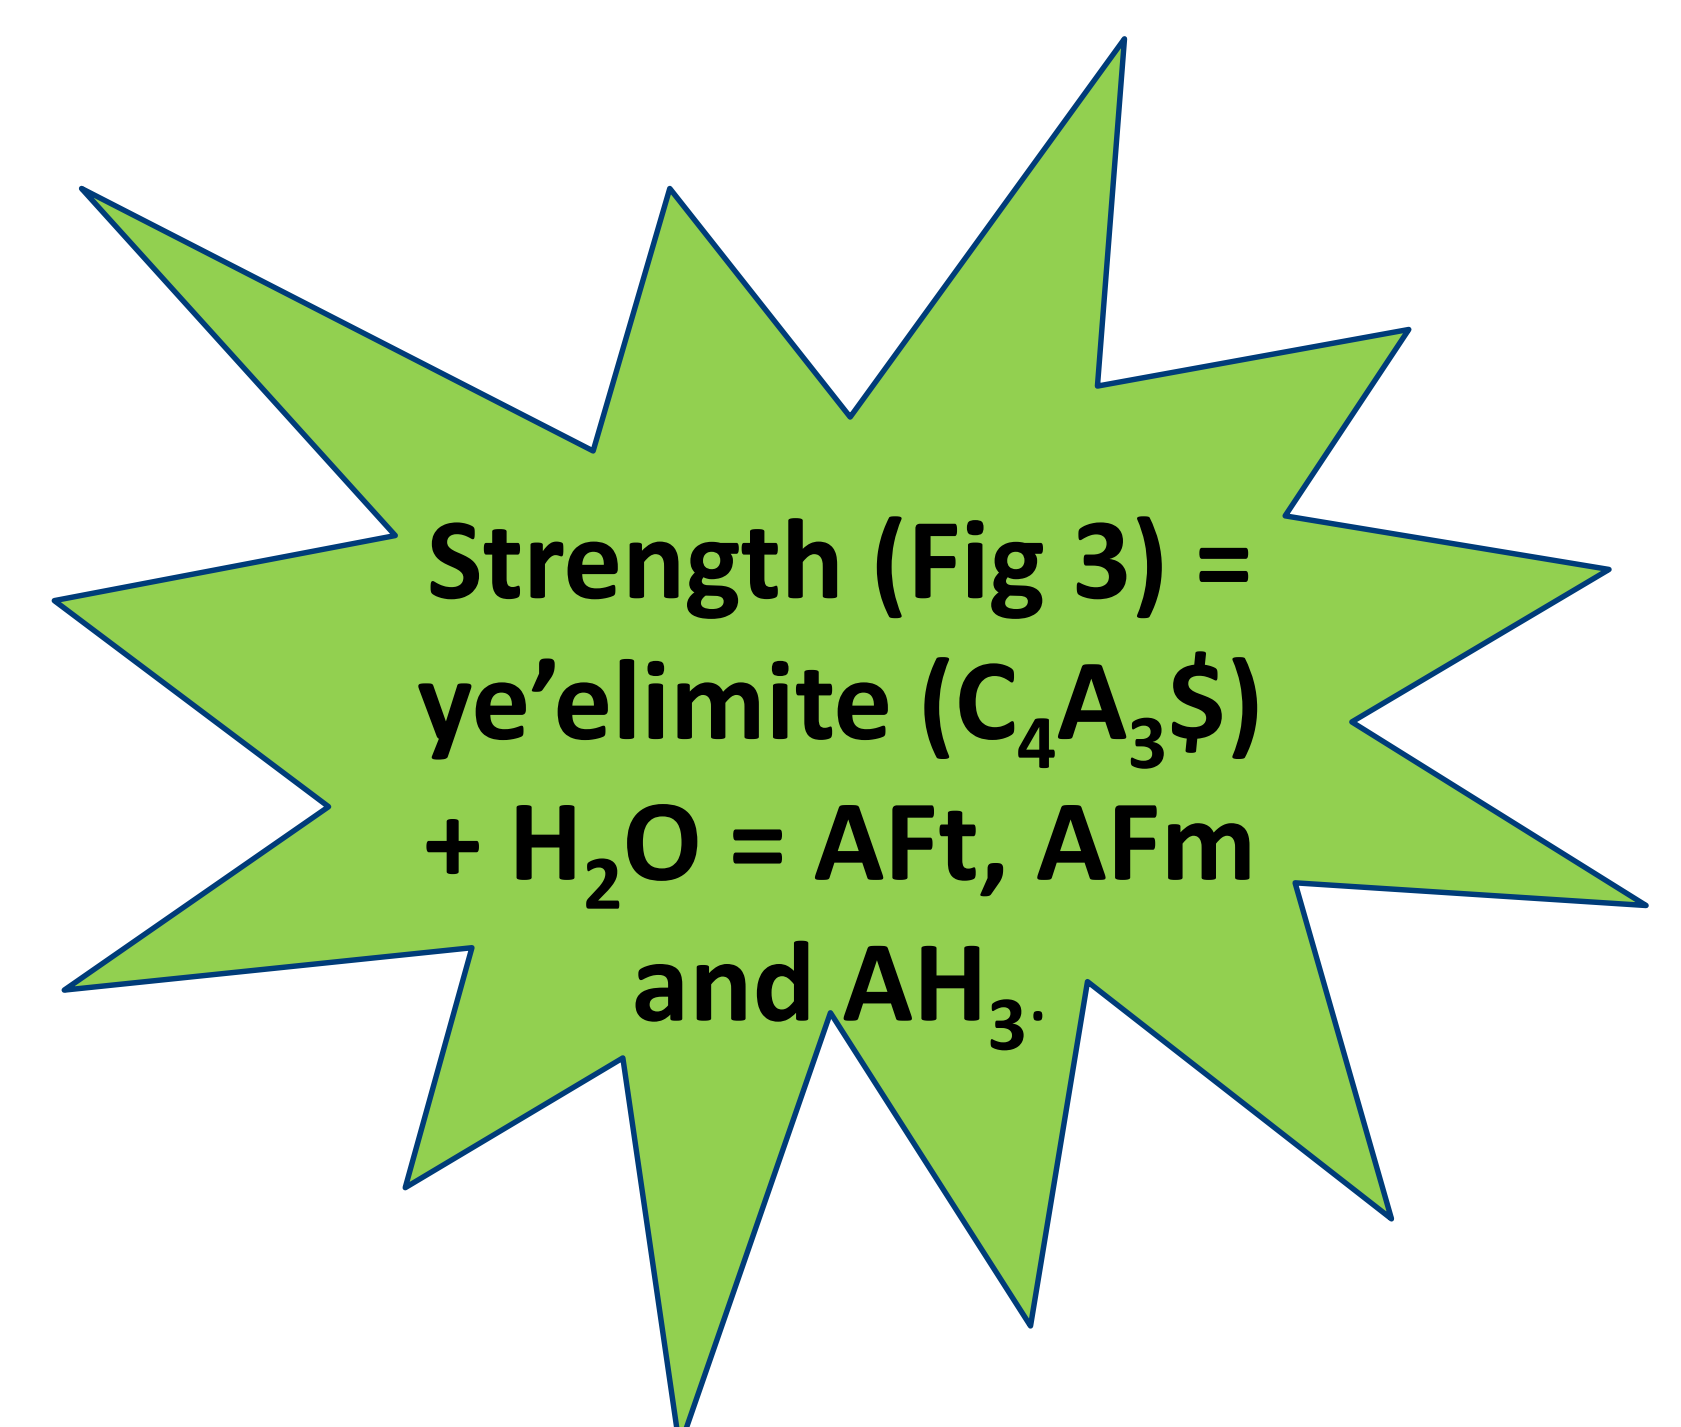 Strength (Fig 3) =
ye’elimite (C₄A₃$)
+ H₂O = AFt, AFm
and AH₃.